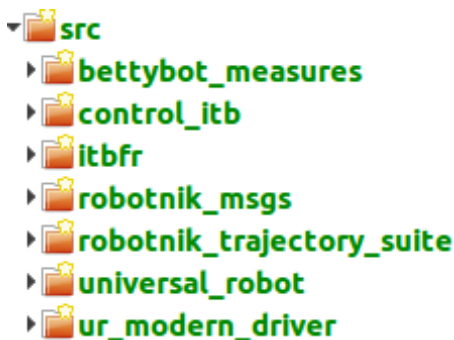 src
bettybot_measures
control_itb
itbfr
robotnik_msgs
robotnik_trajectory_suite
universal_robot
ur_modern_driver